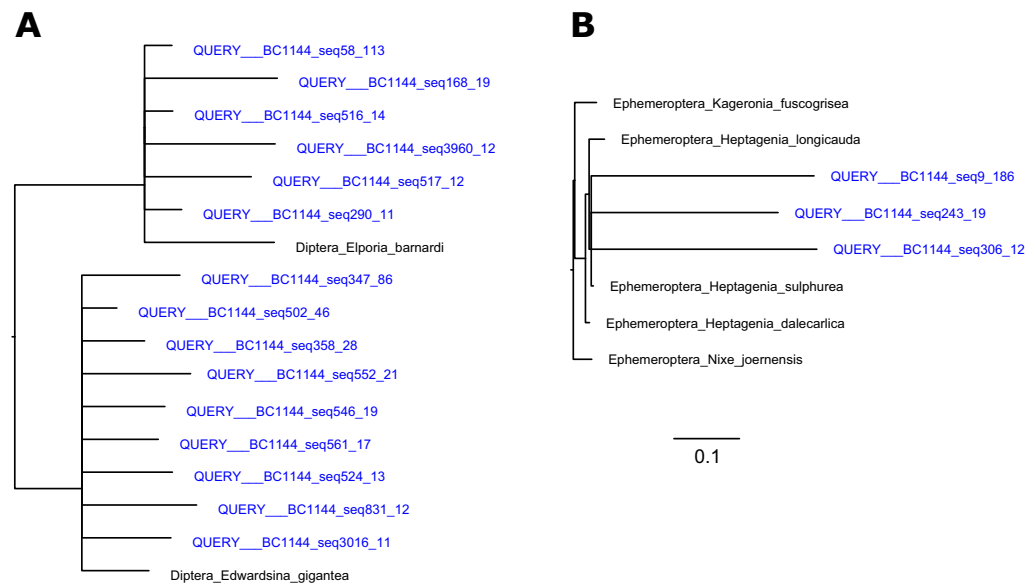 A
QUERY___BC1144_seq58_113
QUERY___BC1144_seq168_19
QUERY___BC1144_seq516_14
QUERY___BC1144_seq3960_12
QUERY___BC1144_seq517_12
QUERY___BC1144_seq290_11
Diptera_Elporia_barnardi
QUERY___BC1144_seq347_86
QUERY___BC1144_seq502_46
QUERY___BC1144_seq358_28
QUERY___BC1144_seq552_21
QUERY___BC1144_seq546_19
QUERY___BC1144_seq561_17
QUERY___BC1144_seq524_13
QUERY___BC1144_seq831_12
QUERY___BC1144_seq3016_11
Diptera_Edwardsina_gigantea
B
Ephemeroptera_Kageronia_fuscogrisea
Ephemeroptera_Heptagenia_longicauda
QUERY___BC1144_seq9_186
QUERY___BC1144_seq243_19
QUERY___BC1144_seq306_12
Ephemeroptera_Heptagenia_sulphurea
Ephemeroptera_Heptagenia_dalecarlica
Ephemeroptera_Nixe_joernensis
0.1